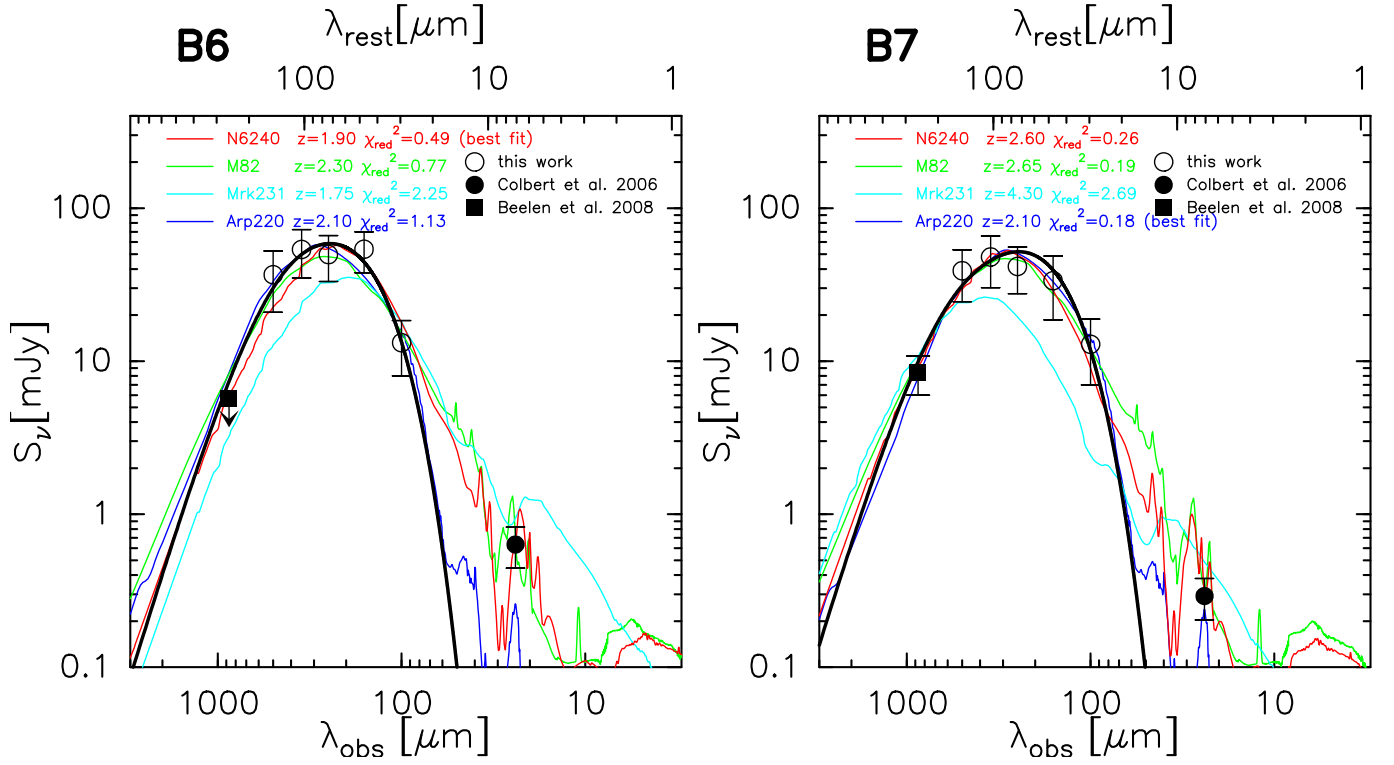 λrest[μm]
B6
100 10 1
N6240 z=1.90 χred²=0.49 (best fit)
M82 z=2.30 χred²=0.77
Mrk231 z=1.75 χred²=2.25
Arp220 z=2.10 χred²=1.13
this work
Colbert et al. 2006
Beelen et al. 2008
100
10
1
0.1
Sν[mJy]
1000 100 10
λobs [μm]
λrest[μm]
B7
100 10 1
N6240 z=2.60 χred²=0.26
M82 z=2.65 χred²=0.19
Mrk231 z=4.30 χred²=2.69
Arp220 z=2.10 χred²=0.18 (best fit)
this work
Colbert et al. 2006
Beelen et al. 2008
100
10
1
0.1
Sν[mJy]
1000 100 10
λobs [μm]